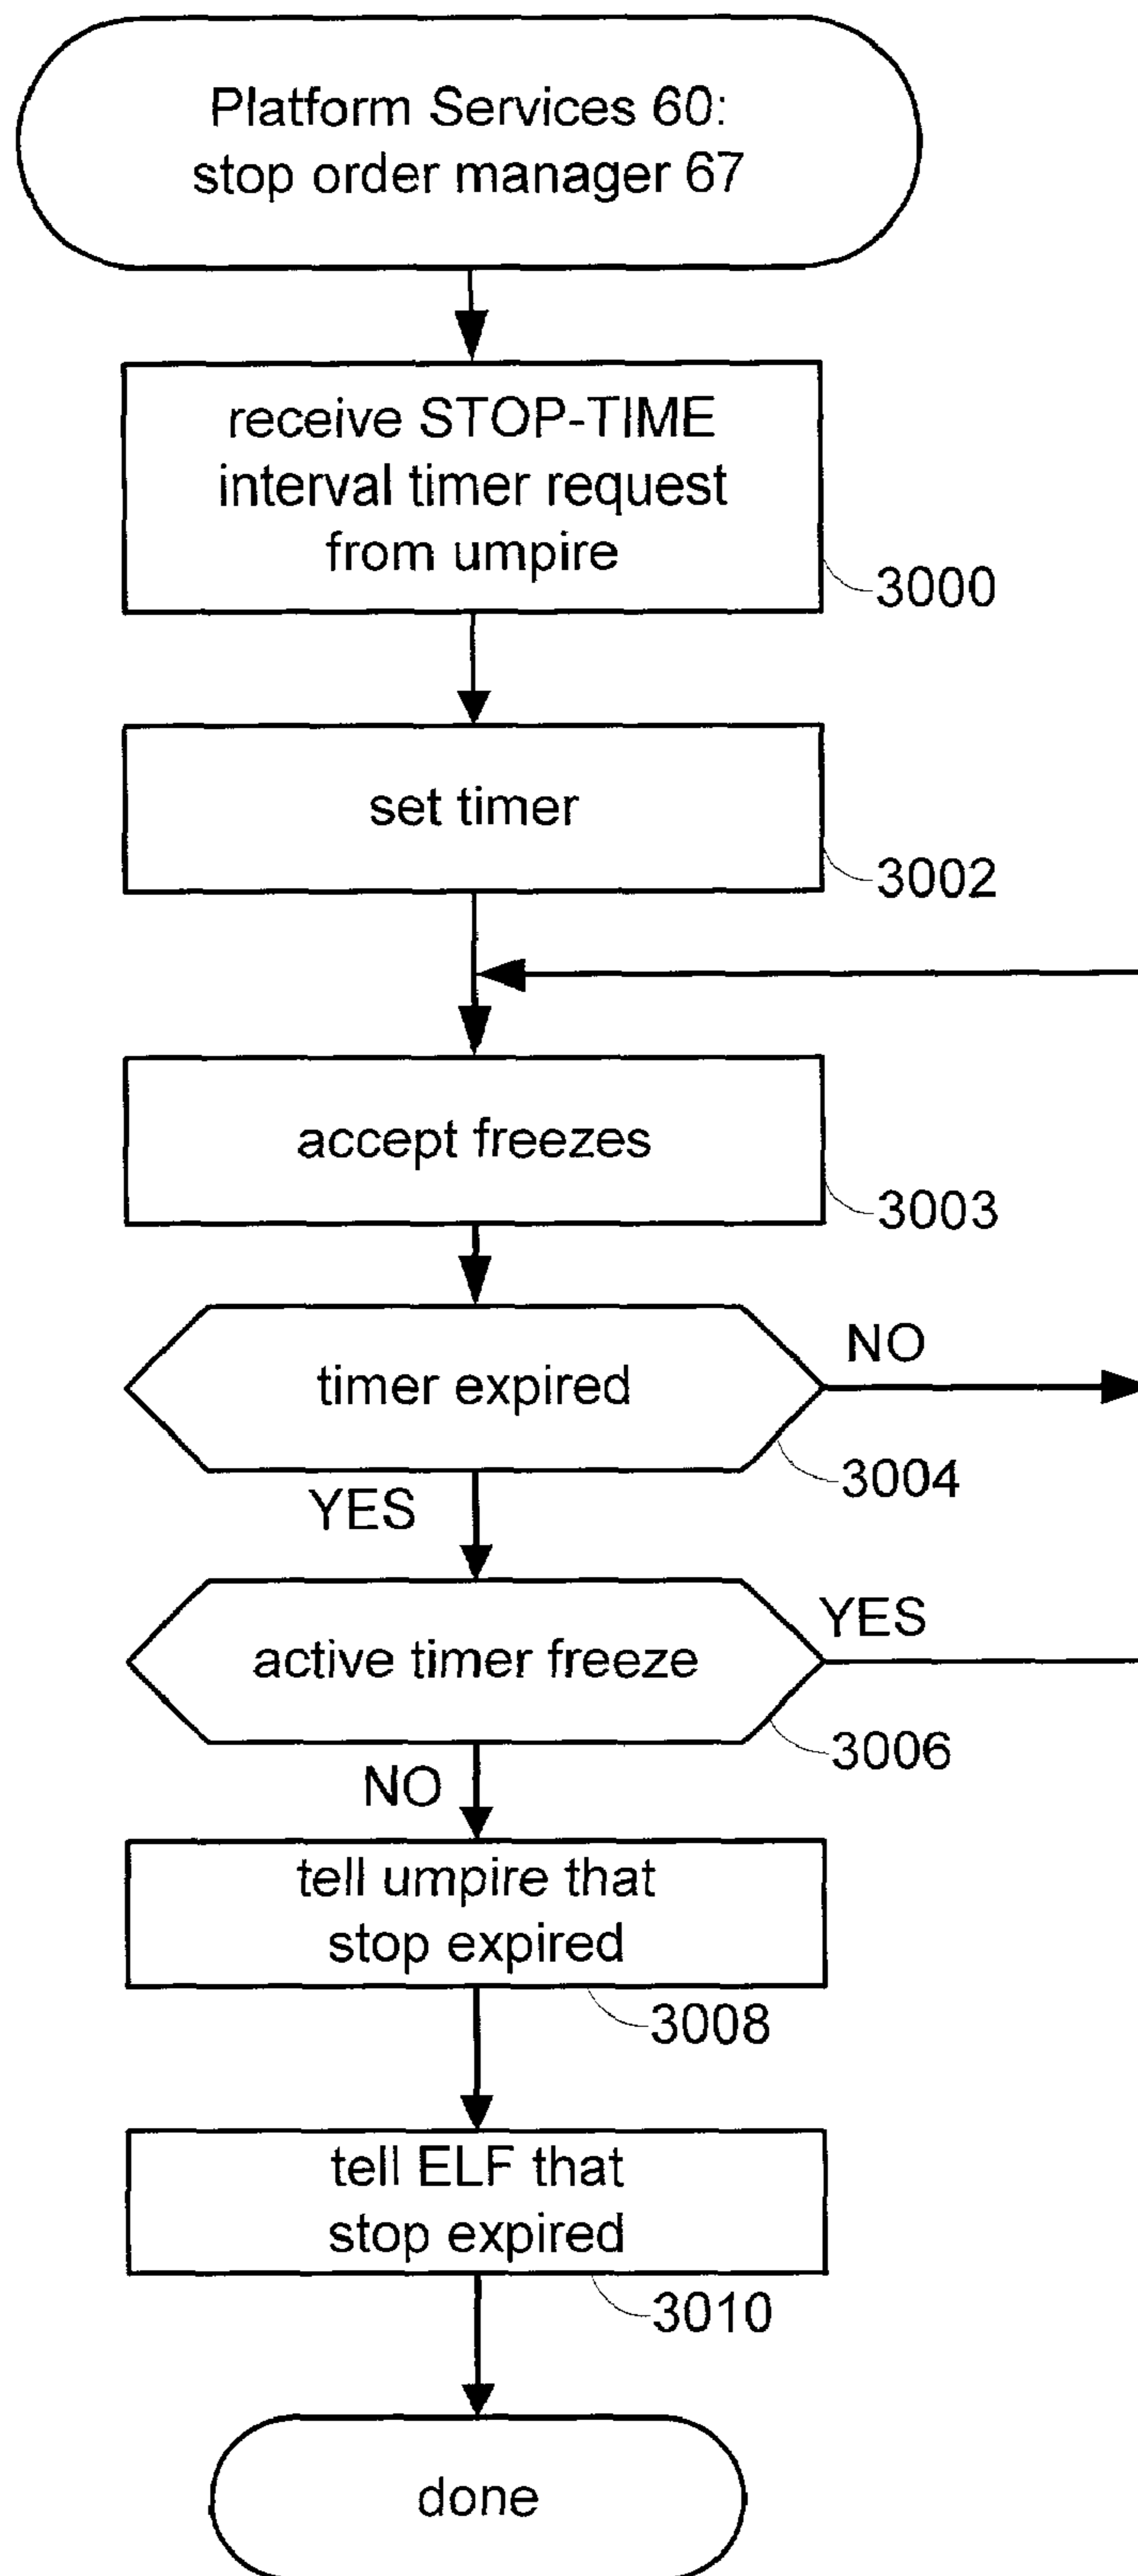 Platform Services 60:
stop order manager 67
receive STOP-TIME
interval timer request
from umpire
3000
set timer
3002
accept freezes
3003
timer expired
NO
3004
YES
active timer freeze
YES
3006
NO
tell umpire that
stop expired
3008
tell ELF that
stop expired
3010
done